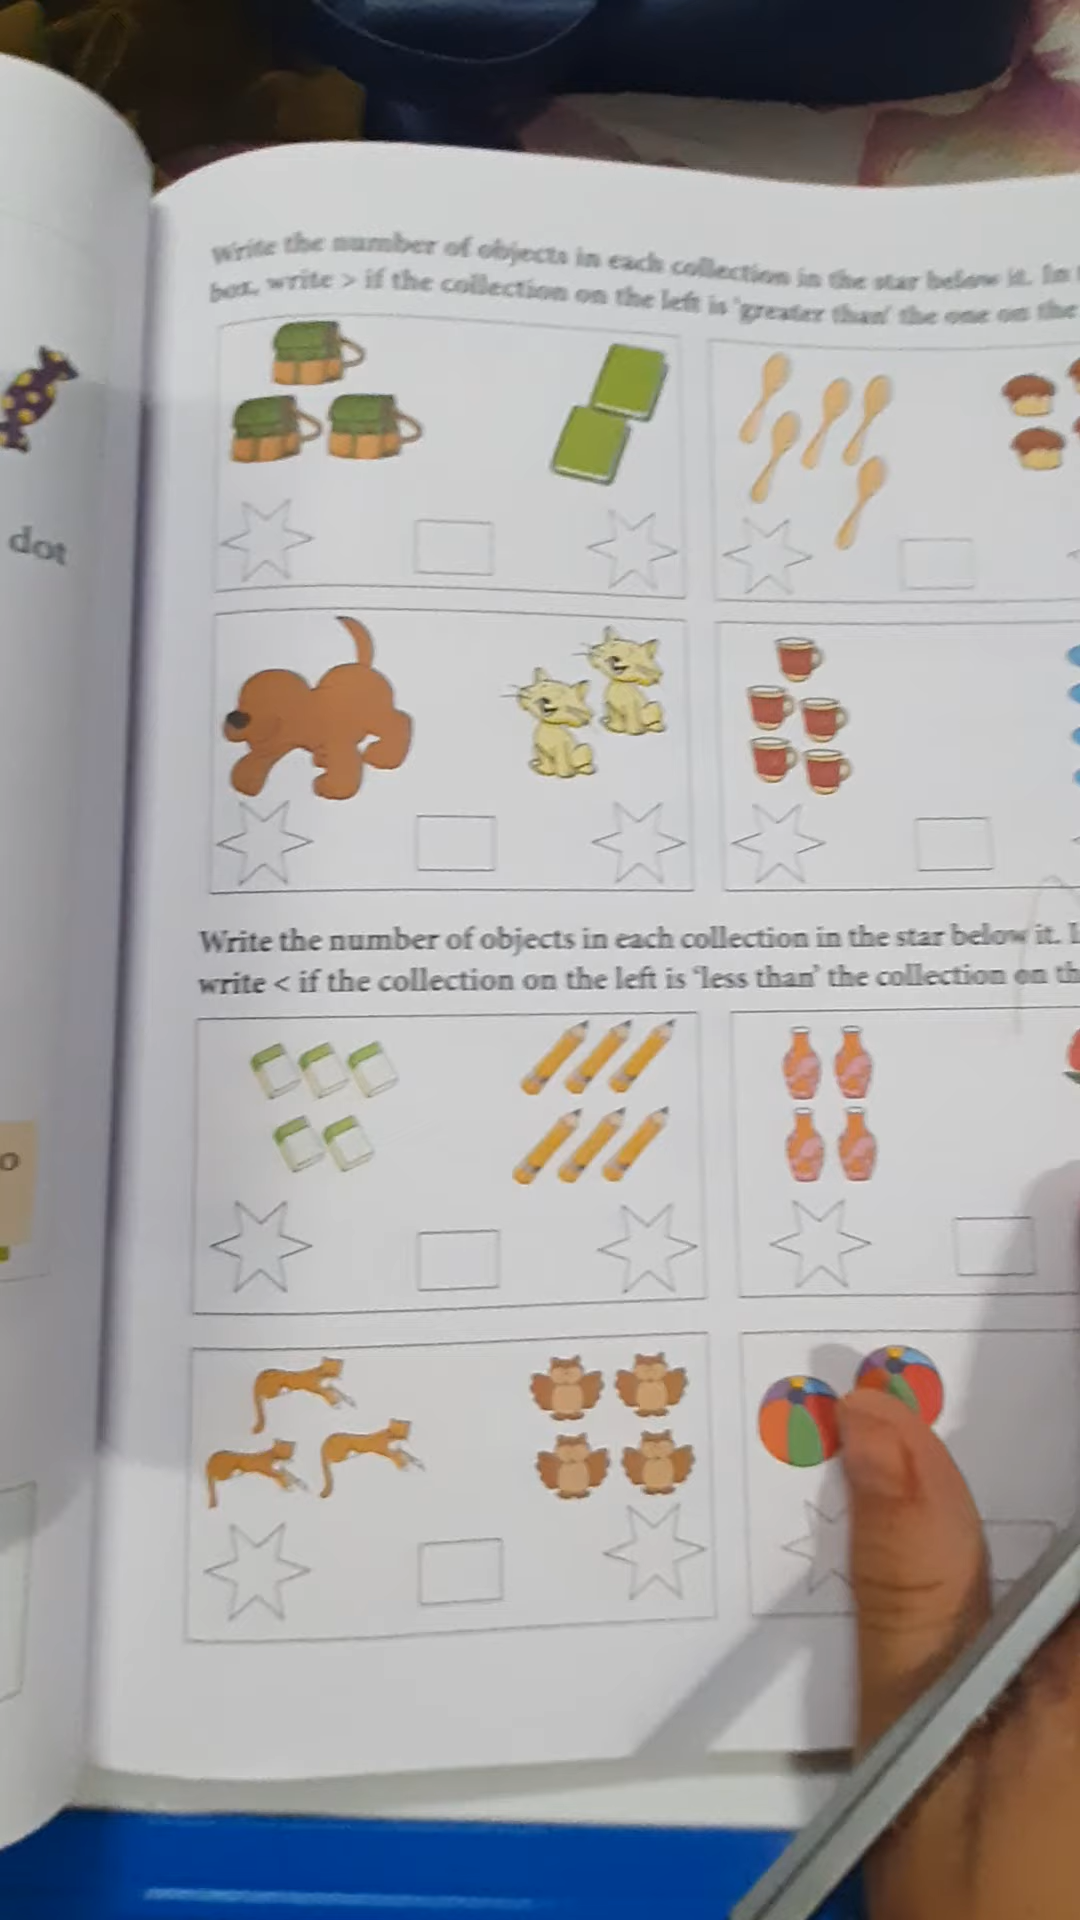 dot
o
Write the number of objects in each collection in the star below it. In
box, write > if the collection on the left is 'greater than' the one on the
Write the number of objects in each collection in the star below it.
write < if the collection on the left is 'less than' the collection on